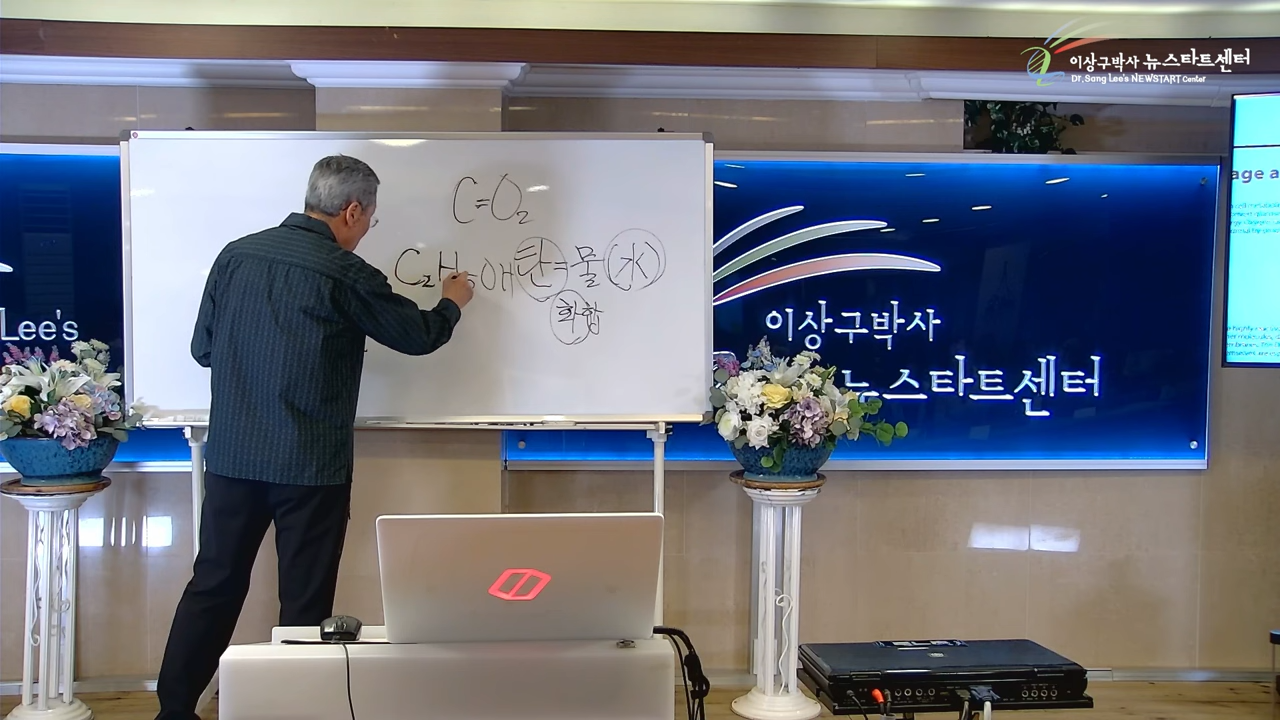 이상구박사 뉴스타트센터
Dr. Sang Lee's NEWSTART Center
C=O₂
C₂H₅ 애탄=물(水)
화합
Lee's
이상구박사
뉴스타트센터
age a